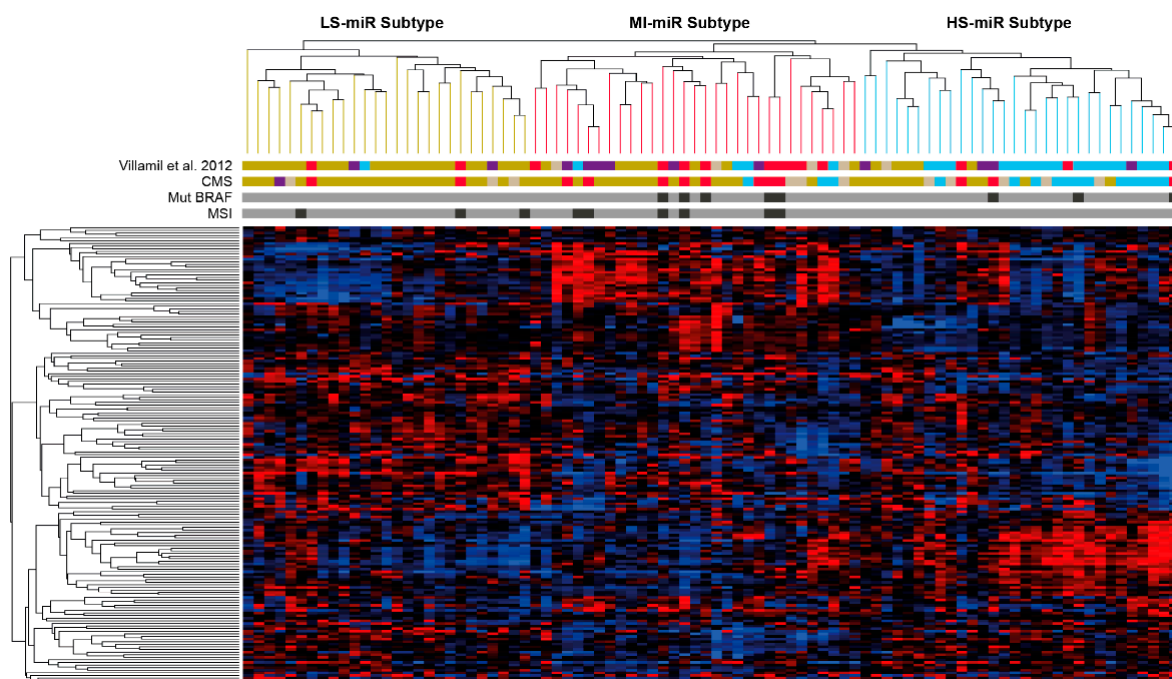 LS-miR Subtype MI-miR Subtype HS-miR Subtype
Villamil et al. 2012
CMS
Mut BRAF
MSI